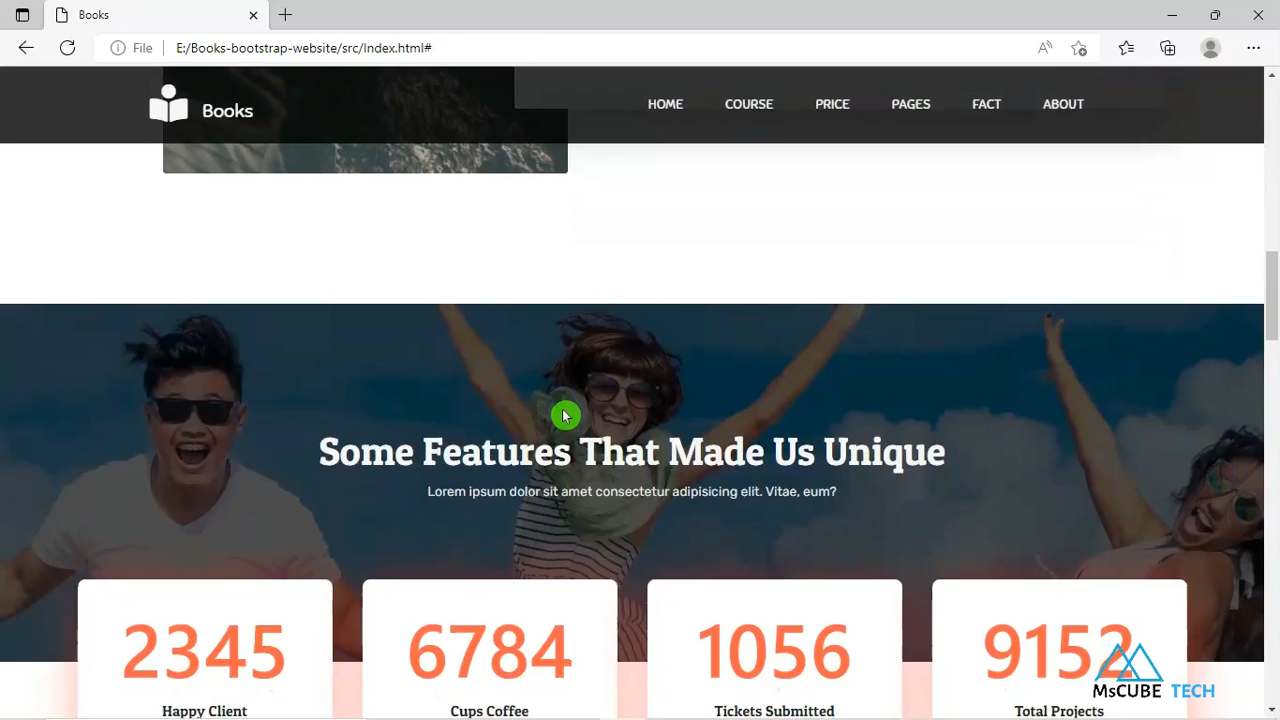 Books
File
E:/Books-bootstrap-website/src/Index.html#
Books
HOME
COURSE
PRICE
PAGES
FACT
ABOUT
Some Features That Made Us Unique
Lorem ipsum dolor sit amet consectetur adipisicing elit. Vitae, eum?
2345
6784
1056
9152
Happy Client
Cups Coffee
Tickets Submitted
Total Projects
MsCUBE TECH